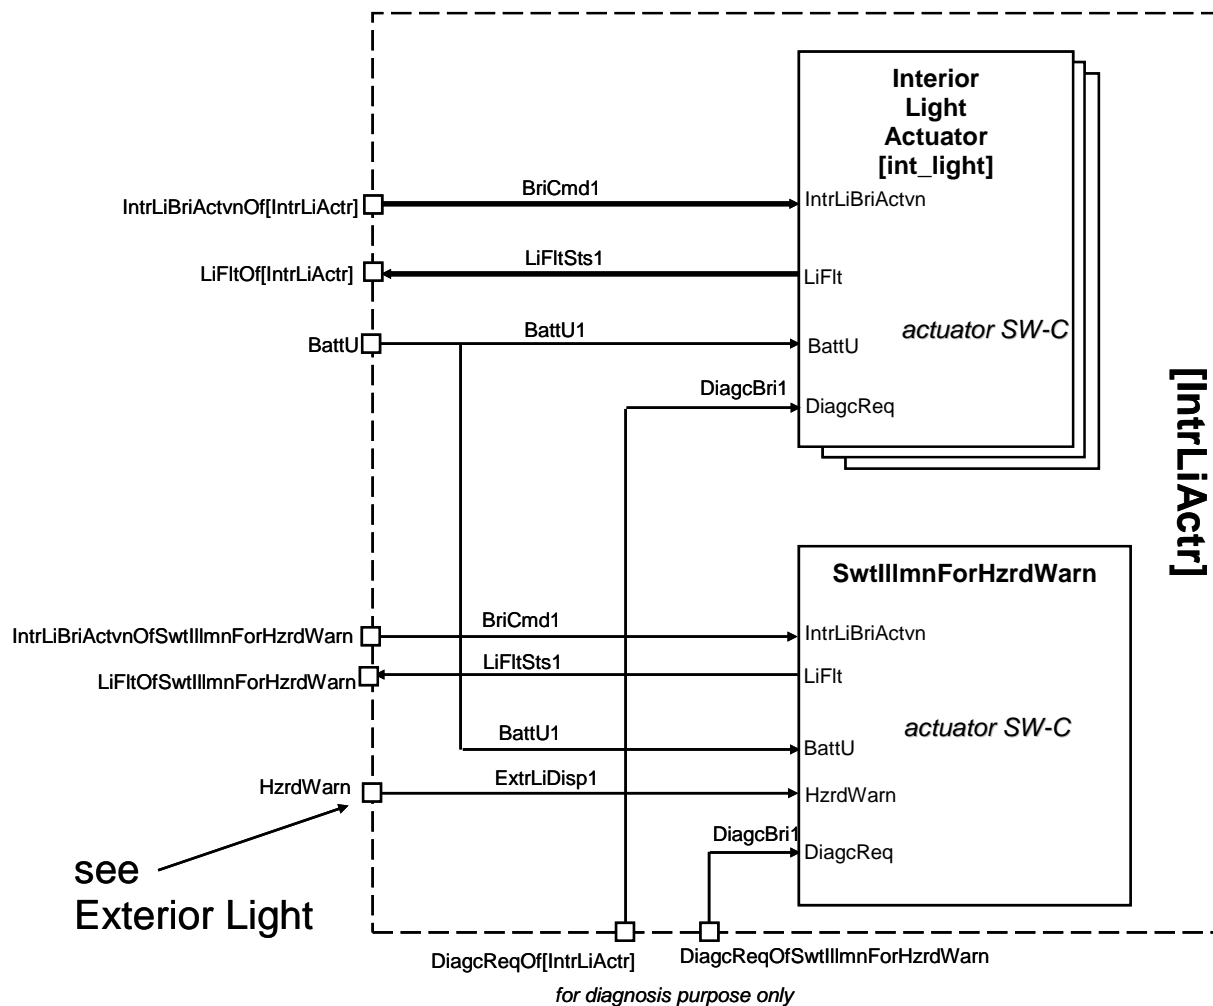 Interior
Light
Actuator
[int_light]
BriCmd1
IntrLiBriActvnOf[IntrLiActr]
IntrLiBriActvn
LiFltSts1
LiFltOf[IntrLiActr]
LiFlt
BattU1
actuator SW-C
BattU
BattU
DiagcBri1
DiagcReq
[IntrLiActr]
SwtIllmnForHzrdWarn
BriCmd1
IntrLiBriActvnOfSwtIllmnForHzrdWarn
IntrLiBriActvn
LiFltSts1
LiFltOfSwtIllmnForHzrdWarn
LiFlt
actuator SW-C
BattU1
BattU
ExtrLiDisp1
HzrdWarn
HzrdWarn
DiagcBri1
DiagcReq
see
Exterior Light
DiagcReqOf[IntrLiActr]
DiagcReqOfSwtIllmnForHzrdWarn
for diagnosis purpose only